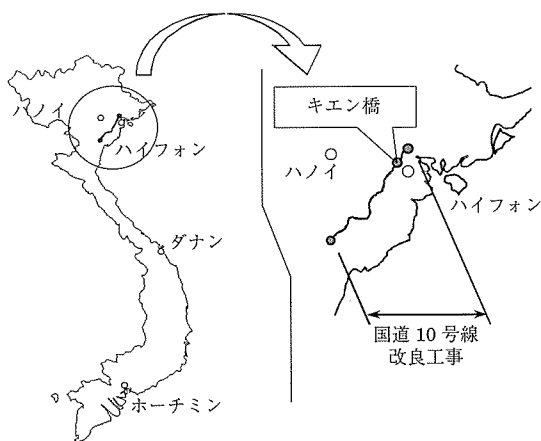 ハノイ
ハイフォン
ダナン
ホーチミン
キエン橋
ハノイ
ハイフォン
国道 10 号線
改良工事